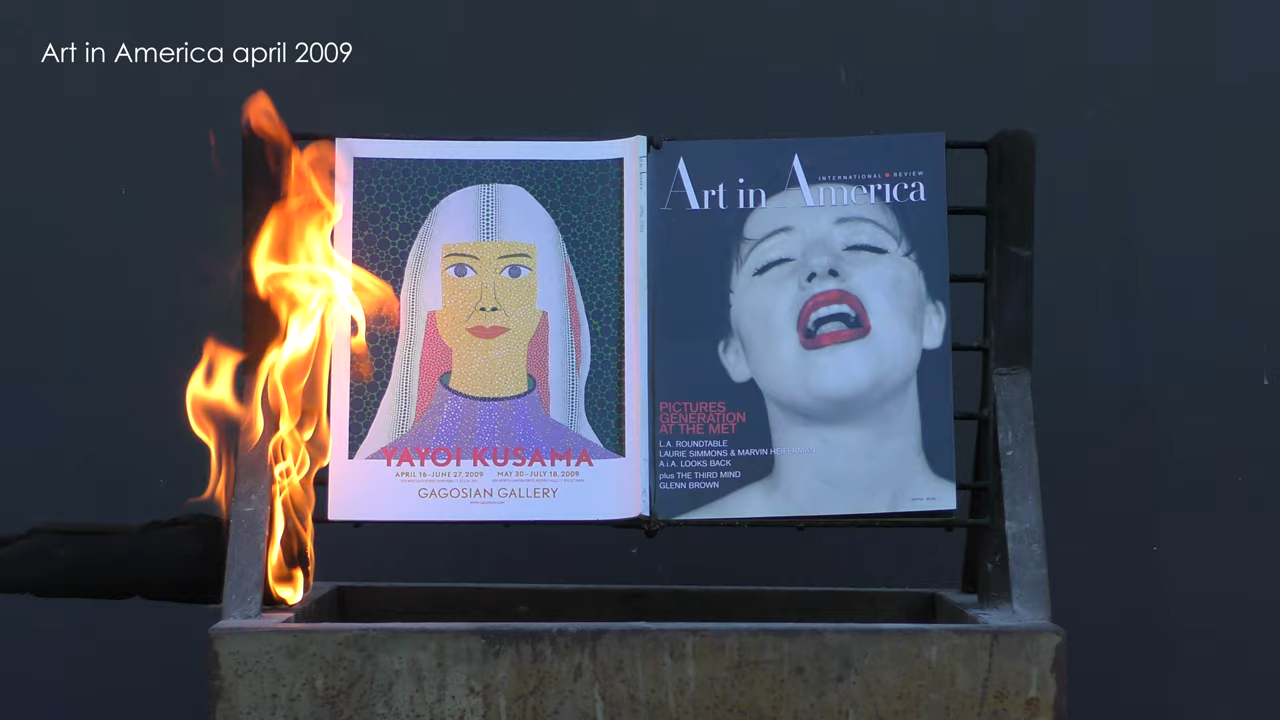 Art in America april 2009
INTERNATIONAL REVIEW
Art in America
PICTURES
GENERATION
AT THE MET
L.A. ROUNDTABLE
LAURIE SIMMONS & MARVIN HEIFERMAN
A.i.A. LOOKS BACK
plus THE THIRD MIND
GLENN BROWN
YAYOI KUSAMA
APRIL 16 - JUNE 27, 2009 MAY 30 - JULY 18, 2009
GAGOSIAN GALLERY